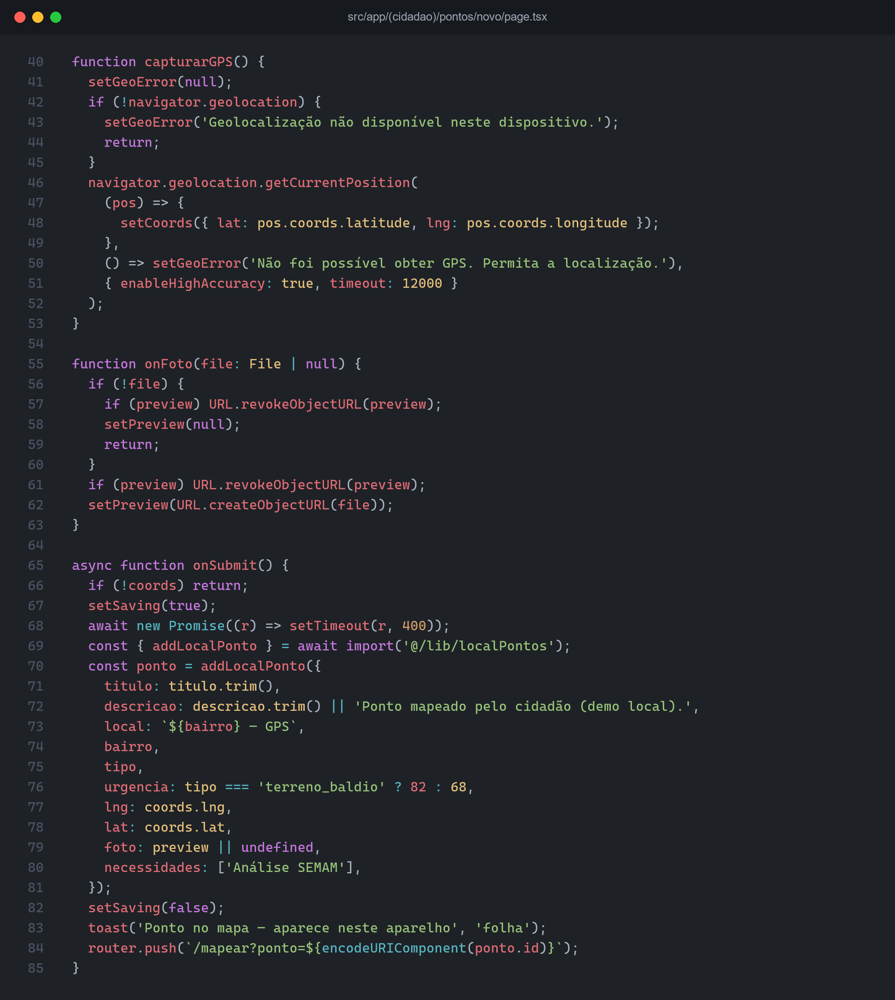 src/app/(cidadao)/pontos/novo/page.tsx
40 function capturarGPS() {
41 setGeoError(null);
42 if (!navigator.geolocation) {
43 setGeoError('Geolocalização não disponível neste dispositivo.');
44 return;
45 }
46 navigator.geolocation.getCurrentPosition(
47 (pos) => {
48 setCoords({ lat: pos.coords.latitude, lng: pos.coords.longitude });
49 },
50 () => setGeoError('Não foi possível obter GPS. Permita a localização.'),
51 { enableHighAccuracy: true, timeout: 12000 }
52 );
53 }
54
55 function onFoto(file: File | null) {
56 if (!file) {
57 if (preview) URL.revokeObjectURL(preview);
58 setPreview(null);
59 return;
60 }
61 if (preview) URL.revokeObjectURL(preview);
62 setPreview(URL.createObjectURL(file));
63 }
64
65 async function onSubmit() {
66 if (!coords) return;
67 setSaving(true);
68 await new Promise((r) => setTimeout(r, 400));
69 const { addLocalPonto } = await import('@/lib/localPontos');
70 const ponto = addLocalPonto({
71 titulo: titulo.trim(),
72 descricao: descricao.trim() || 'Ponto mapeado pelo cidadão (demo local).',
73 local: `${bairro} — GPS`,
74 bairro,
75 tipo,
76 urgencia: tipo === 'terreno_baldio' ? 82 : 68,
77 lng: coords.lng,
78 lat: coords.lat,
79 foto: preview || undefined,
80 necessidades: ['Análise SEMAM'],
81 });
82 setSaving(false);
83 toast('Ponto no mapa — aparece neste aparelho', 'folha');
84 router.push(`/mapear?ponto=${encodeURIComponent(ponto.id)}`);
85 }